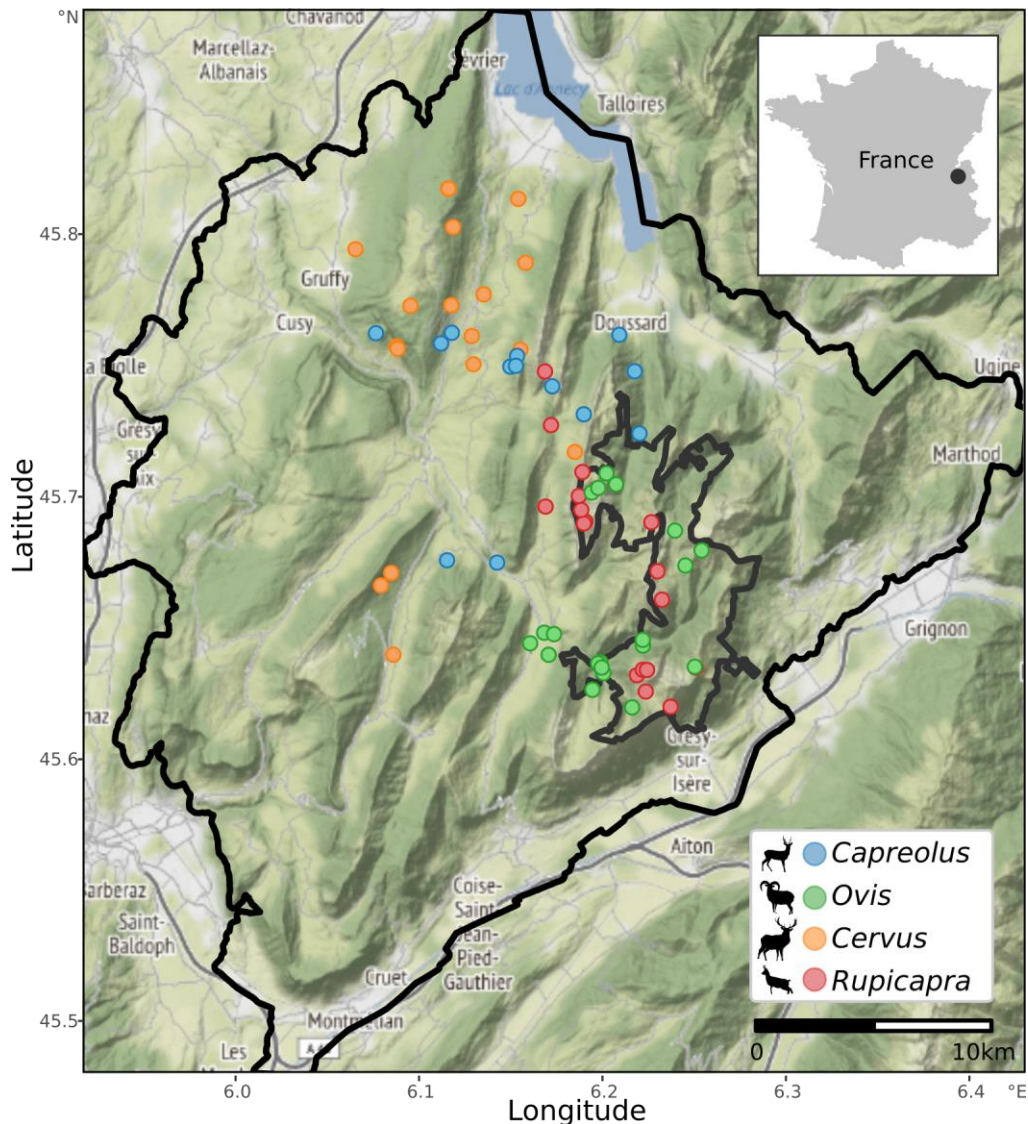 °N
Chavanod
Marcellaz-
Albanais
Sévrier
Lac d'Annecy
Talloires
France
45.8
Gruffy
Cusy
Doussard
La Biolle
Ugine
Grésy-
sur-
Aix
Marthod
45.7
Latitude
Grignon
naz
45.6
Grésy-
sur-
Isère
Aiton
Capreolus
Barberaz
Saint-
Baldoph
Coise-
Saint-
Jean-
Pied-
Gauthier
Ovis
Cervus
Cruet
Rupicapra
45.5
Montmélian
Les
0
10km
6.0
6.1
6.2
6.3
6.4
°E
Longitude